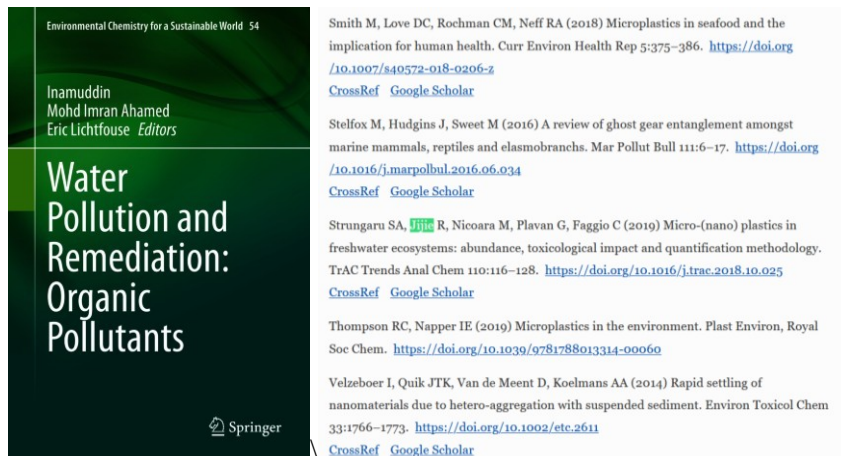 Environmental Chemistry for a Sustainable World 54
Inamuddin
Mohd Imran Ahamed
Eric Lichtfouse Editors
Water
Pollution and
Remediation:
Organic
Pollutants
Springer
Smith M, Love DC, Rochman CM, Neff RA (2018) Microplastics in seafood and the
implication for human health. Curr Environ Health Rep 5:375–386. https://doi.org
/10.1007/s40572-018-0206-z
CrossRef Google Scholar
Stelfox M, Hudgins J, Sweet M (2016) A review of ghost gear entanglement amongst
marine mammals, reptiles and elasmobranchs. Mar Pollut Bull 111:6–17. https://doi.org
/10.1016/j.marpolbul.2016.06.034
CrossRef Google Scholar
Strungaru SA, Jijie R, Nicoara M, Plavan G, Faggio C (2019) Micro-(nano) plastics in
freshwater ecosystems: abundance, toxicological impact and quantification methodology.
TrAC Trends Anal Chem 110:116–128. https://doi.org/10.1016/j.trac.2018.10.025
CrossRef Google Scholar
Thompson RC, Napper IE (2019) Microplastics in the environment. Plast Environ, Royal
Soc Chem. https://doi.org/10.1039/9781788013314-00060
Velzeboer I, Quik JTK, Van de Meent D, Koelmans AA (2014) Rapid settling of
nanomaterials due to hetero-aggregation with suspended sediment. Environ Toxicol Chem
33:1766–1773. https://doi.org/10.1002/etc.2611
CrossRef Google Scholar